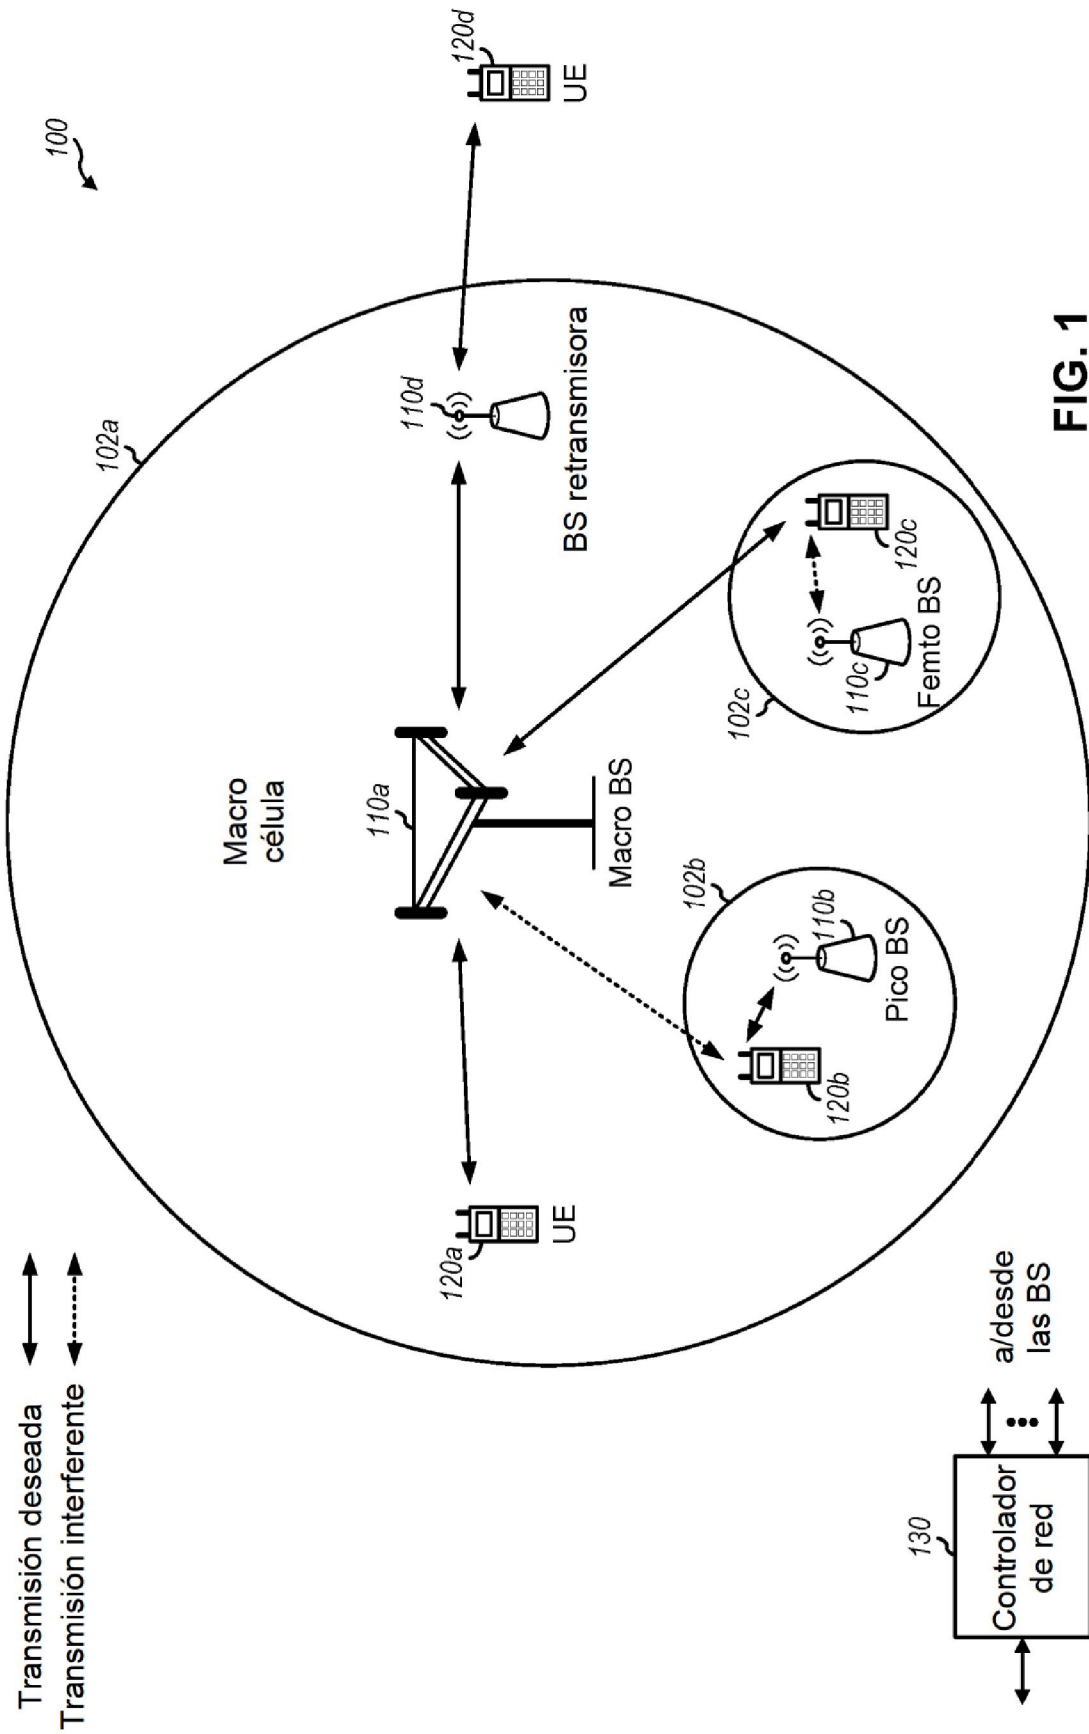 Transmisión deseada
Transmisión interferente
100
102a
Macro
célula
110a
Macro BS
110d
BS retransmisora
120d
UE
120a
UE
102b
110b
Pico BS
120b
102c
110c
Femto BS
120c
130
Controlador
de red
a/desde
las BS
FIG. 1